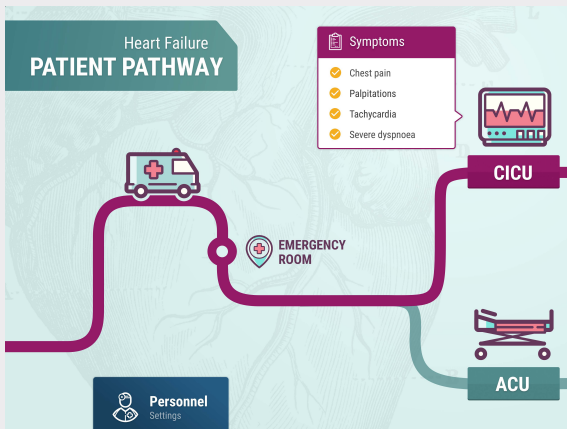 Heart Failure
PATIENT PATHWAY
Symptoms
Chest pain
Palpitations
Tachycardia
Severe dyspnoea
CICU
EMERGENCY
ROOM
ACU
Personnel
Settings